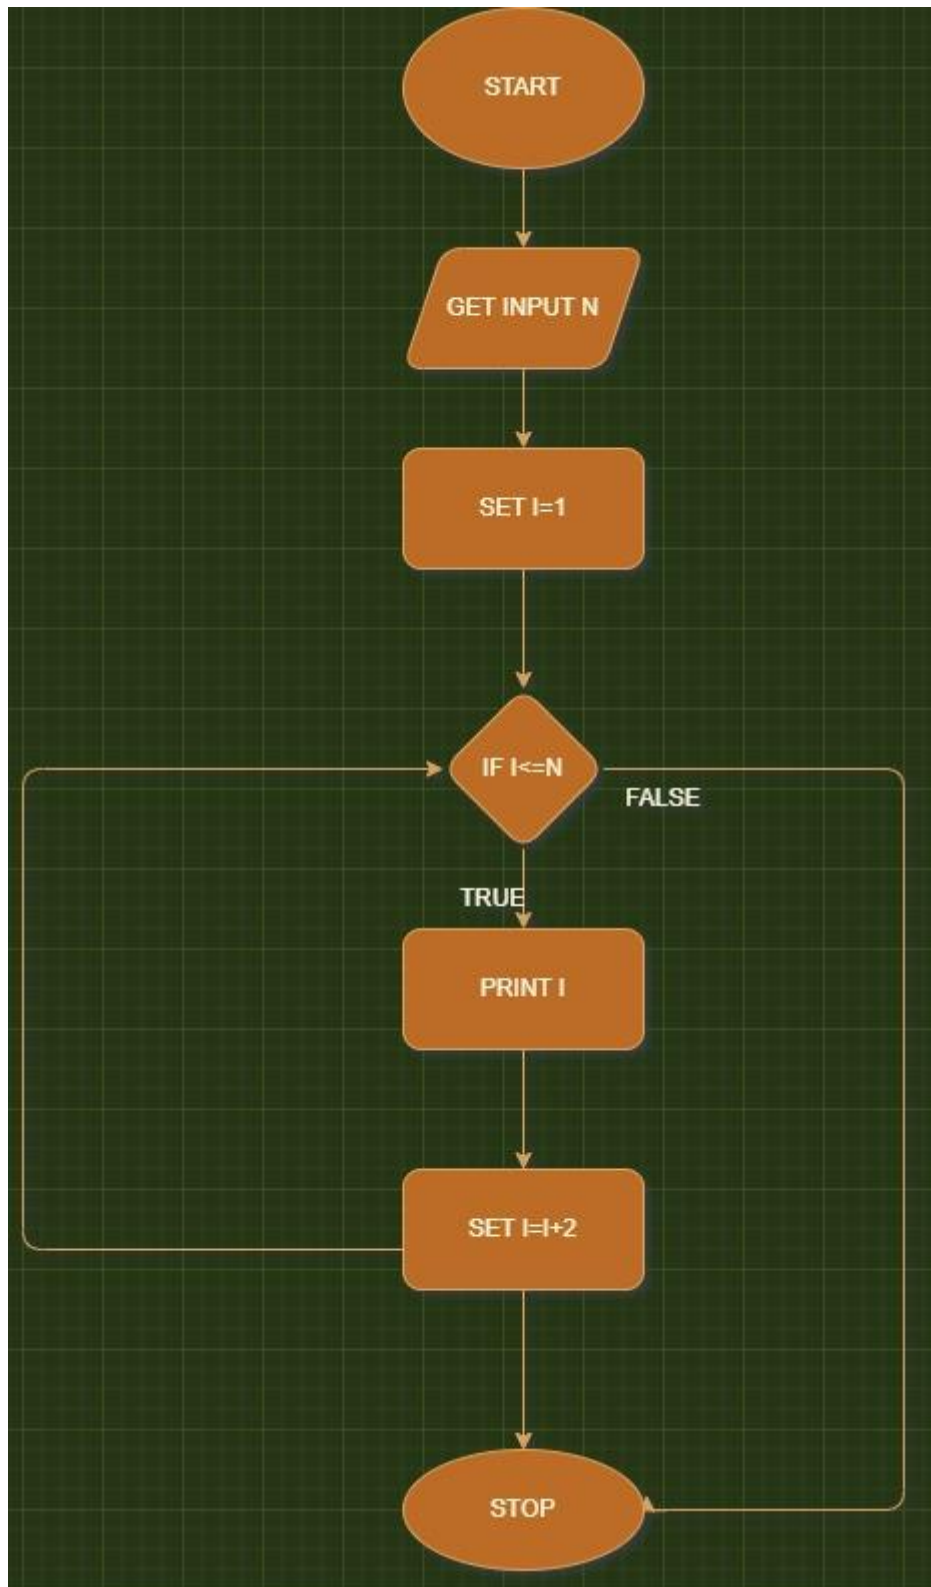 START
GET INPUT N
SET I=1
IF I<=N
FALSE
TRUE
PRINT I
SET I=I+2
STOP